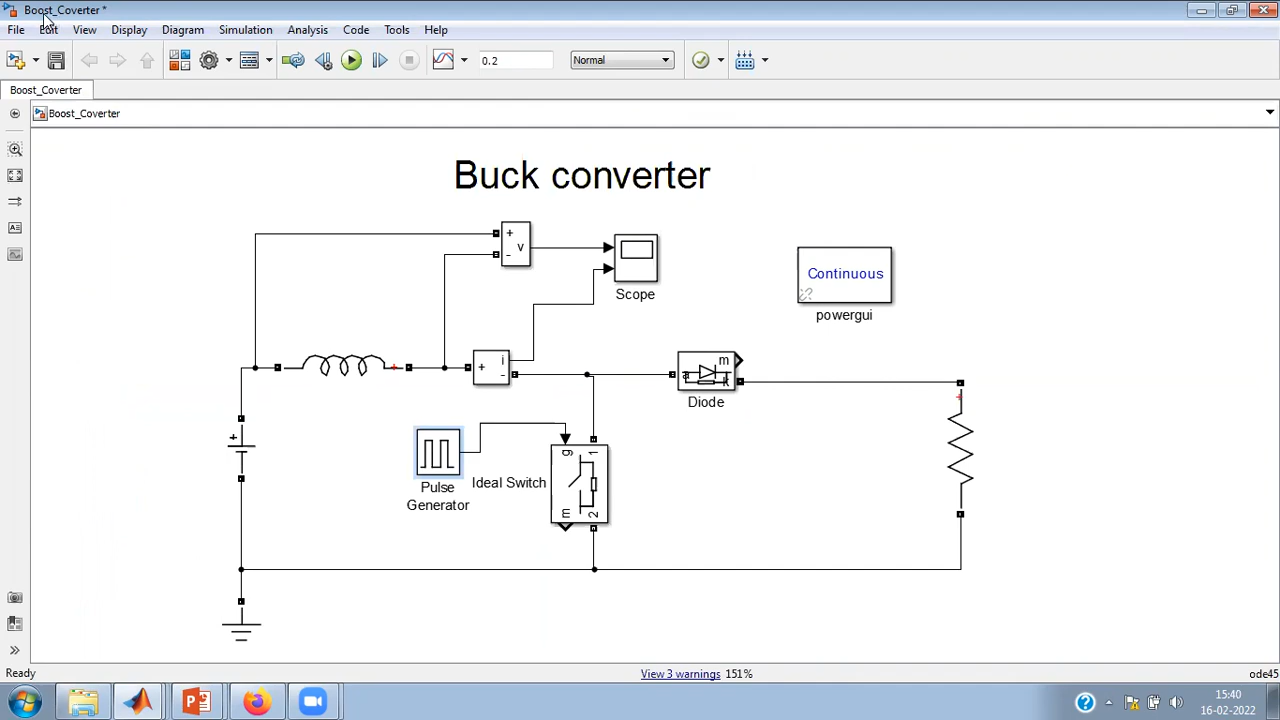 Boost_Coverter *
File Edit View Display Diagram Simulation Analysis Code Tools Help
0.2 Normal
Boost_Coverter
Boost_Coverter
Buck converter
+
v
-
Scope
Continuous
powergui
i
+
-
m
a
k
Diode
+
+
+
g
1
Ideal Switch
m
2
Pulse
Generator
Ready View 3 warnings 151% ode45
15:40
16-02-2022